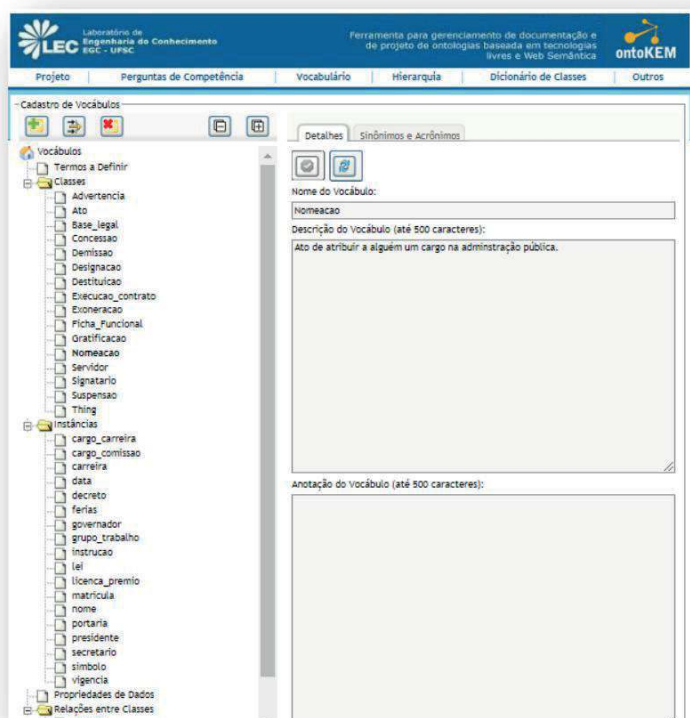 LEC
Laboratório de
Engenharia do Conhecimento
EGC - UFSC
Ferramenta para gerenciamento de documentação e
de projeto de ontologias baseada em tecnologias
livres e Web Semântica
ontoKEM
Projeto | Perguntas de Competência | Vocabulário | Hierarquia | Dicionário de Classes | Outros
Cadastro de Vocábulos
Vocábulos
Termos a Definir
Classes
Advertencia
Ato
Base_legal
Concessao
Demissao
Designacao
Destituicao
Execucao_contrato
Exoneracao
Ficha_Funcional
Gratificacao
Nomeacao
Servidor
Signatario
Suspensao
Thing
Instâncias
cargo_carreira
cargo_comissao
carreira
data
decreto
ferias
governador
grupo_trabalho
instrucao
lei
licenca_premio
matricula
nome
portaria
presidente
secretario
simbolo
vigencia
Propriedades de Dados
Relações entre Classes
Detalhes Sinônimos e Acrônimos
Nome do Vocábulo:
Nomeacao
Descrição do Vocábulo (até 500 caracteres):
Ato de atribuir a alguém um cargo na adminstração pública.
Anotação do Vocábulo (até 500 caracteres):